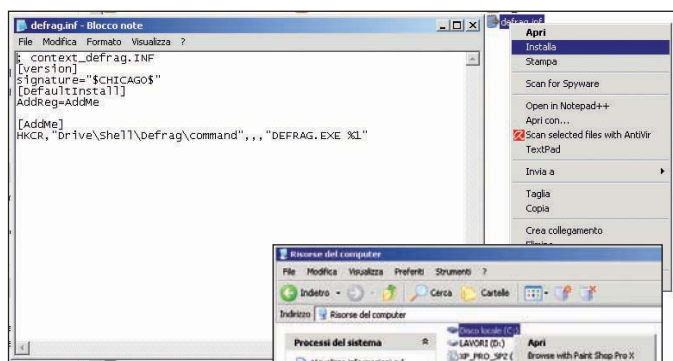 defrag.inf - Blocco note
File Modifica Formato Visualizza ?
; context_defrag.INF
[version]
signature="$CHICAGO$"
[DefaultInstall]
AddReg=AddMe
[AddMe]
HKCR,"Drive\Shell\Defrag\command",,,"DEFRAG.EXE %1"
defrag.inf
Apri
Installa
Stampa
Scan for Spyware
Open in Notepad++
Apri con...
Scan selected files with AntiVir
TextPad
Invia a
Taglia
Copia
Crea collegamento
Risorse del computer
File Modifica Visualizza Preferiti Strumenti ?
Indietro
Cerca
Cartelle
Indirizzo Risorse del computer
Processi del sistema
Disco locale (C:)
LAVORI (D:)
XP_PRO_SP2 (
Apri
Browse with Paint Shop Pro X